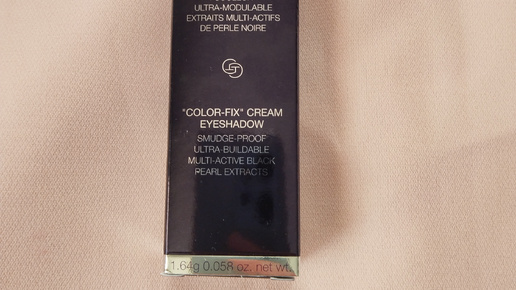 ULTRA-MODULABLE
EXTRAITS MULTI-ACTIFS
DE PERLE NOIRE
"COLOR-FIX" CREAM
EYESHADOW
SMUDGE-PROOF
ULTRA-BUILDABLE
MULTI-ACTIVE BLACK
PEARL EXTRACTS
1.64g 0.058 oz. net wt.